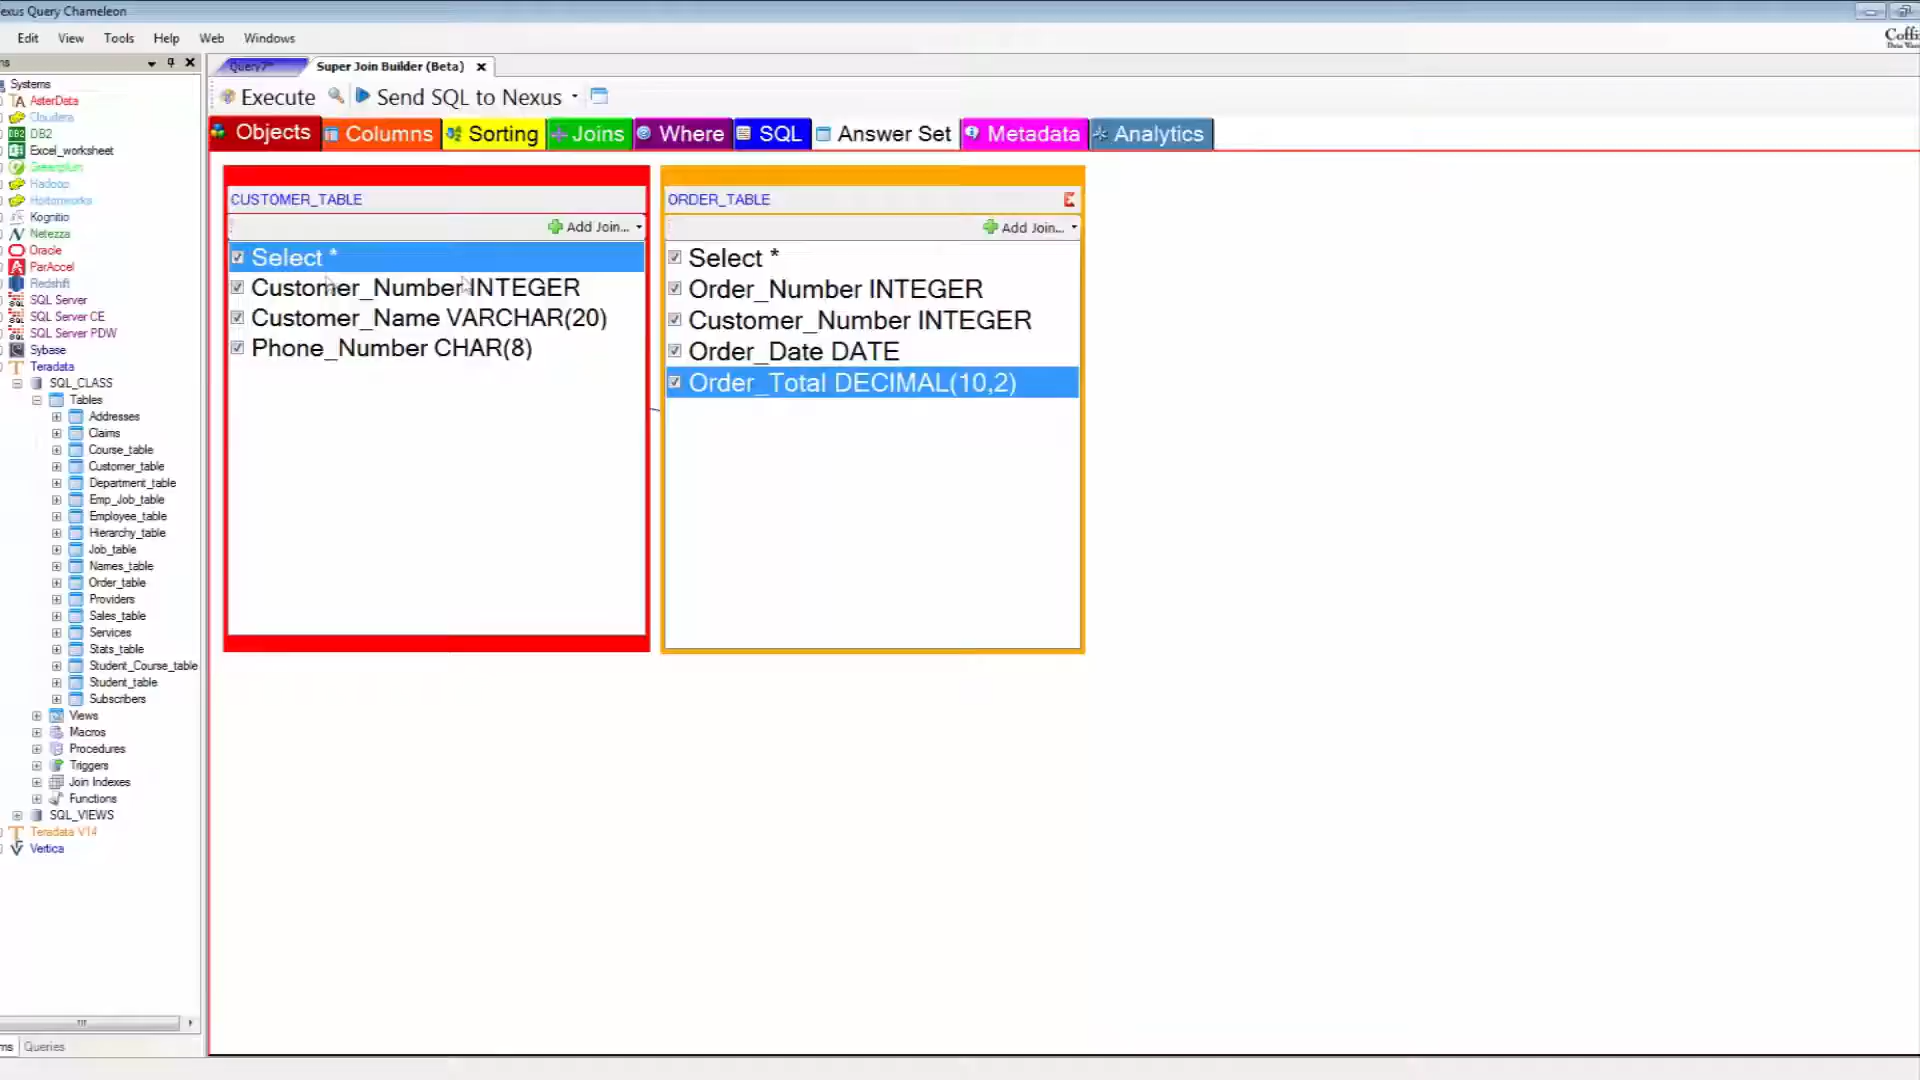 exus Query Chameleon
Edit View Tools Help Web Windows
Coffi
ns
Query7*
Super Join Builder (Beta)
Execute
Send SQL to Nexus
Objects
Columns
Sorting
Joins
Where
SQL
Answer Set
Metadata
Analytics
Systems
AsterData
Cloudera
DB2
Excel_worksheet
Greenplum
Hadoop
Hortonworks
Kognitio
Netezza
Oracle
ParAccel
Redshift
SQL Server
SQL Server CE
SQL Server PDW
Sybase
Teradata
SQL_CLASS
Tables
Addresses
Claims
Course_table
Customer_table
Department_table
Emp_Job_table
Employee_table
Hierarchy_table
Job_table
Names_table
Order_table
Providers
Sales_table
Services
Stats_table
Student_Course_table
Student_table
Subscribers
Views
Macros
Procedures
Triggers
Join Indexes
Functions
SQL_VIEWS
Teradata V14
Vertica
ms
Queries
CUSTOMER_TABLE
Add Join...
Select *
Customer_Number INTEGER
Customer_Name VARCHAR(20)
Phone_Number CHAR(8)
ORDER_TABLE
Add Join...
Select *
Order_Number INTEGER
Customer_Number INTEGER
Order_Date DATE
Order_Total DECIMAL(10,2)